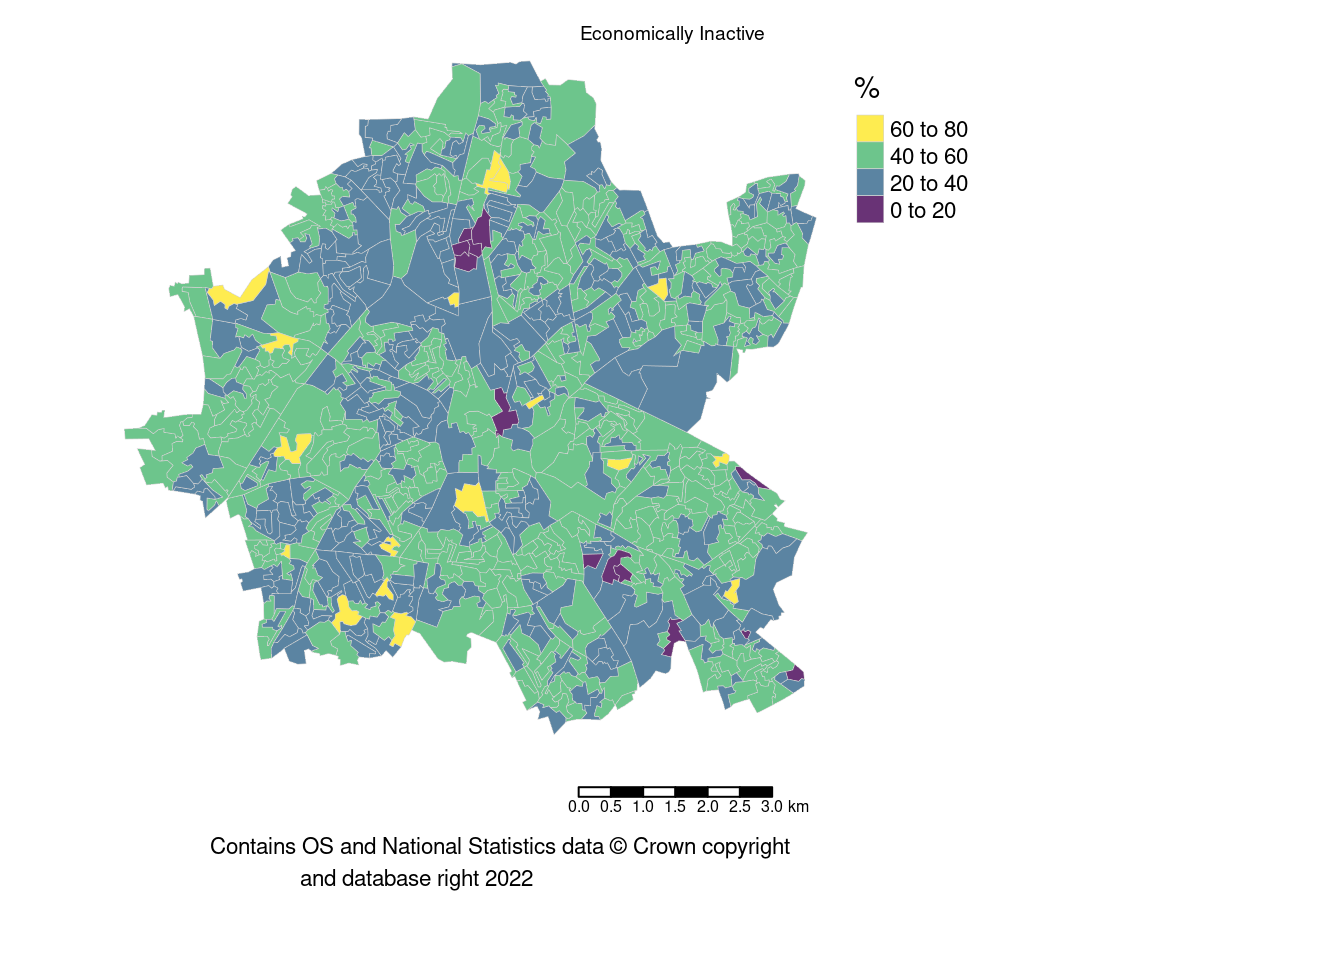 Economically Inactive
%
60 to 80
40 to 60
20 to 40
0 to 20
0.0 0.5 1.0 1.5 2.0 2.5 3.0 km
Contains OS and National Statistics data © Crown copyright
and database right 2022